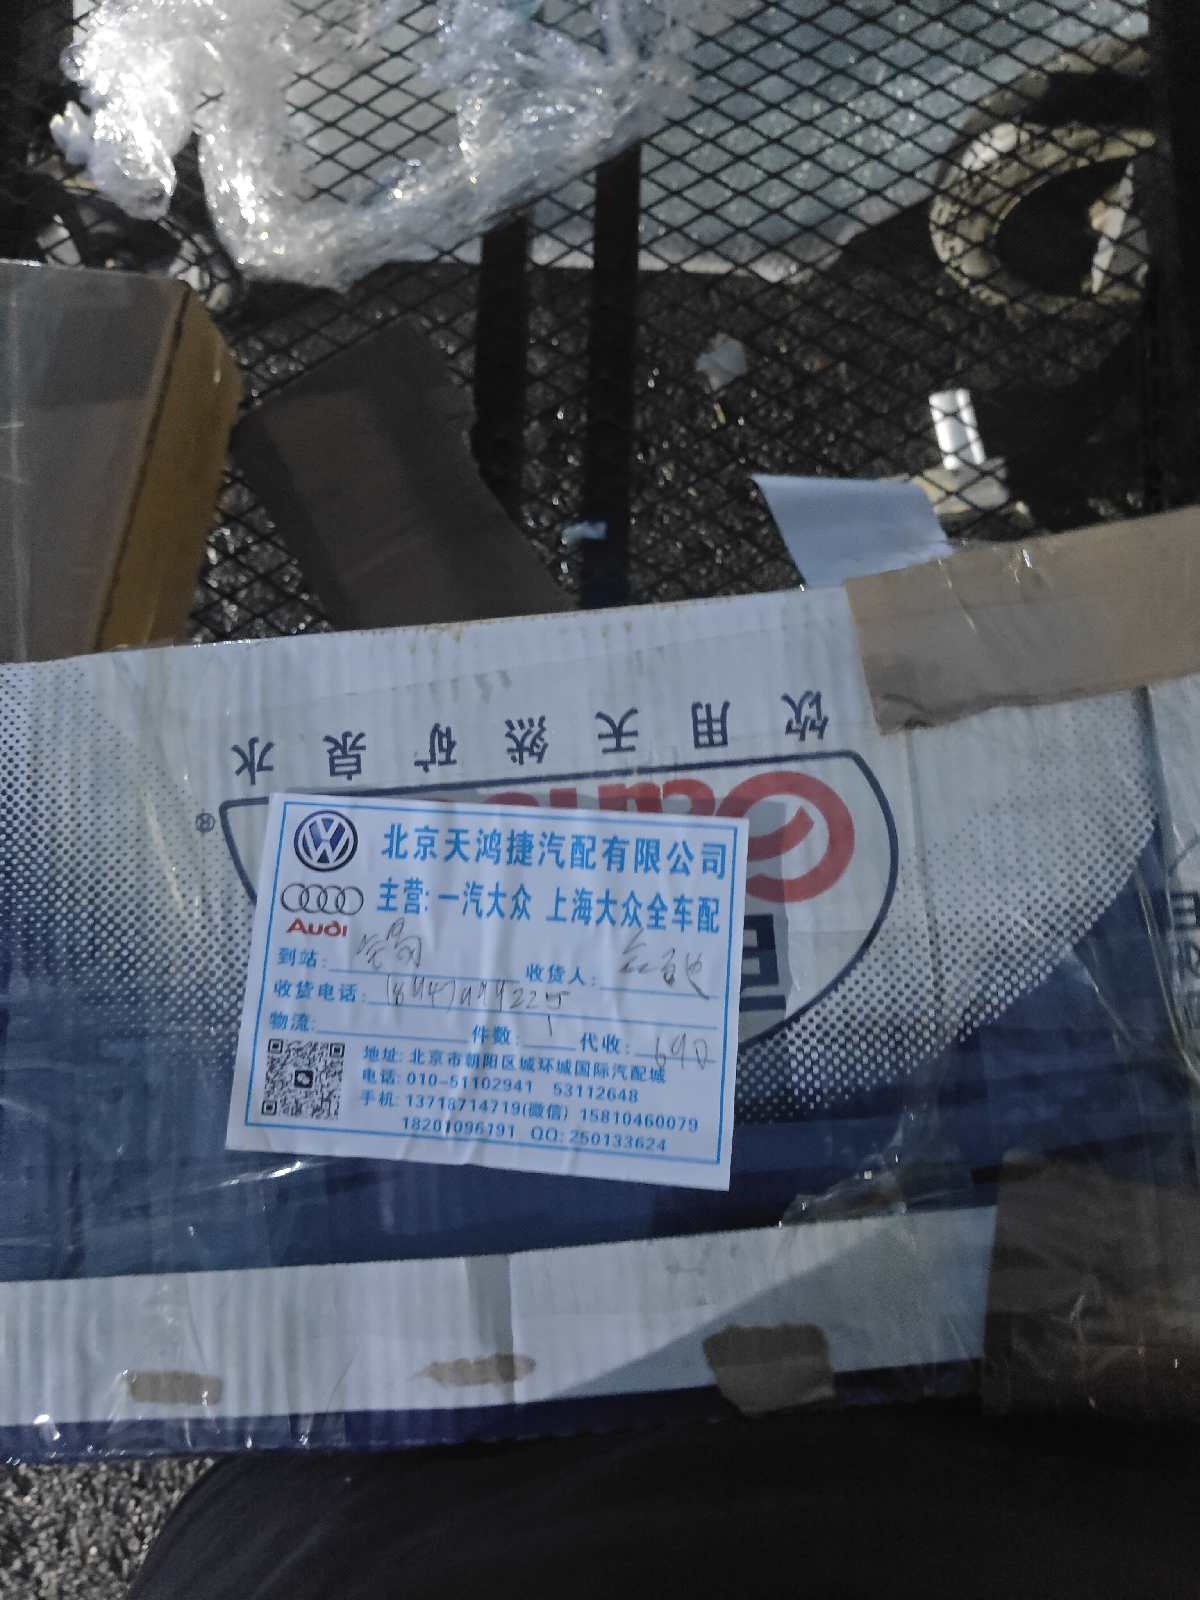 饮用天然矿泉水
®
北京天鸿捷汽配有限公司
主营: 一汽大众 上海大众全车配
Audi
到站: 收货人:
收货电话:
物流: 件数: 1 代收: 690
地址: 北京市朝阳区城环城国际汽配城
电话: 010-51102941 53112648
手机: 13718714719(微信) 15810460079
18201096191 QQ: 250133624